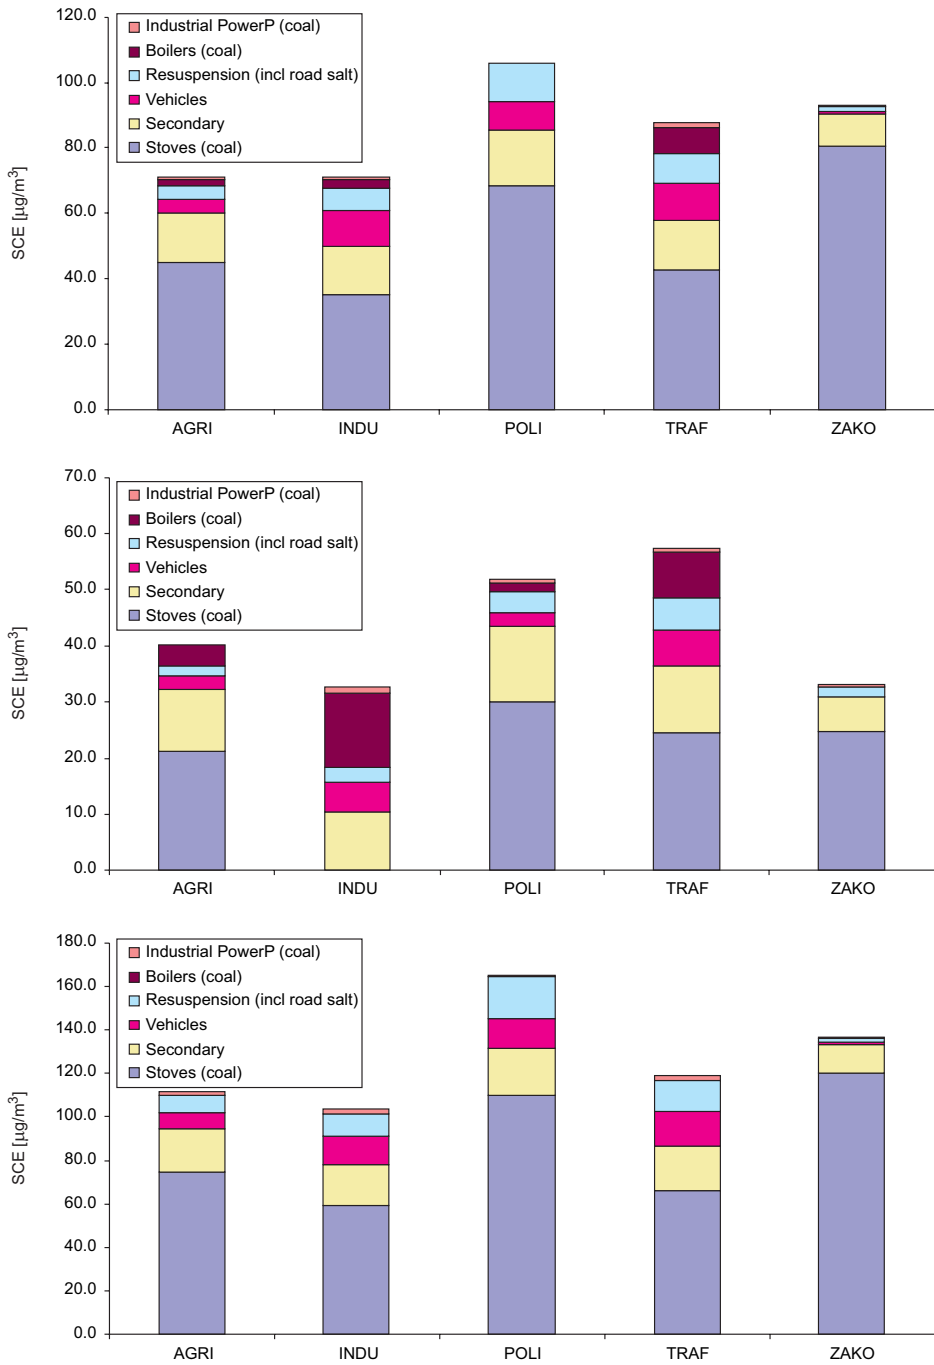 120.0
100.0
80.0
60.0
40.0
20.0
0.0
SCE [µg/m³]
Industrial PowerP (coal)
Boilers (coal)
Resuspension (incl road salt)
Vehicles
Secondary
Stoves (coal)
AGRI INDU POLI TRAF ZAKO
70.0
60.0
50.0
40.0
30.0
20.0
10.0
0.0
SCE [µg/m³]
Industrial PowerP (coal)
Boilers (coal)
Resuspension (incl road salt)
Vehicles
Secondary
Stoves (coal)
AGRI INDU POLI TRAF ZAKO
180.0
160.0
140.0
120.0
100.0
80.0
60.0
40.0
20.0
0.0
SCE [µg/m³]
Industrial PowerP (coal)
Boilers (coal)
Resuspension (incl road salt)
Vehicles
Secondary
Stoves (coal)
AGRI INDU POLI TRAF ZAKO